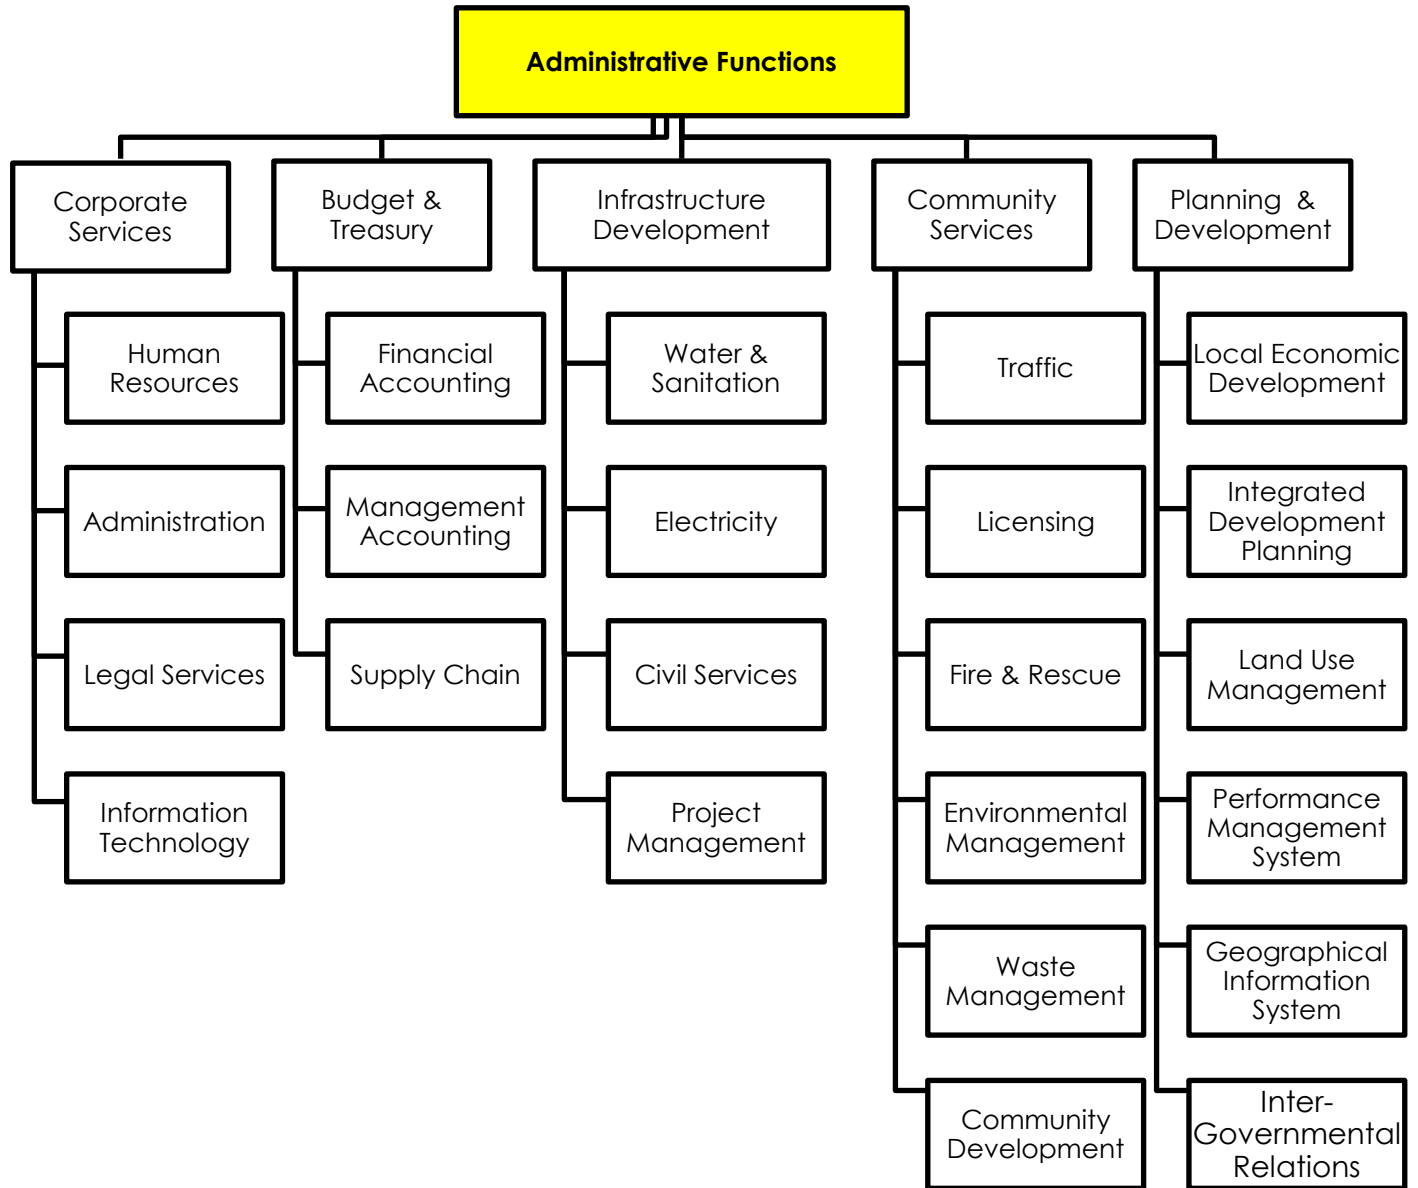 Administrative Functions
Corporate
Services
Budget &
Treasury
Infrastructure
Development
Community
Services
Planning &
Development
Human
Resources
Administration
Legal Services
Information
Technology
Financial
Accounting
Management
Accounting
Supply Chain
Water &
Sanitation
Electricity
Civil Services
Project
Management
Traffic
Licensing
Fire & Rescue
Environmental
Management
Waste
Management
Community
Development
Local Economic
Development
Integrated
Development
Planning
Land Use
Management
Performance
Management
System
Geographical
Information
System
Inter-
Governmental
Relations